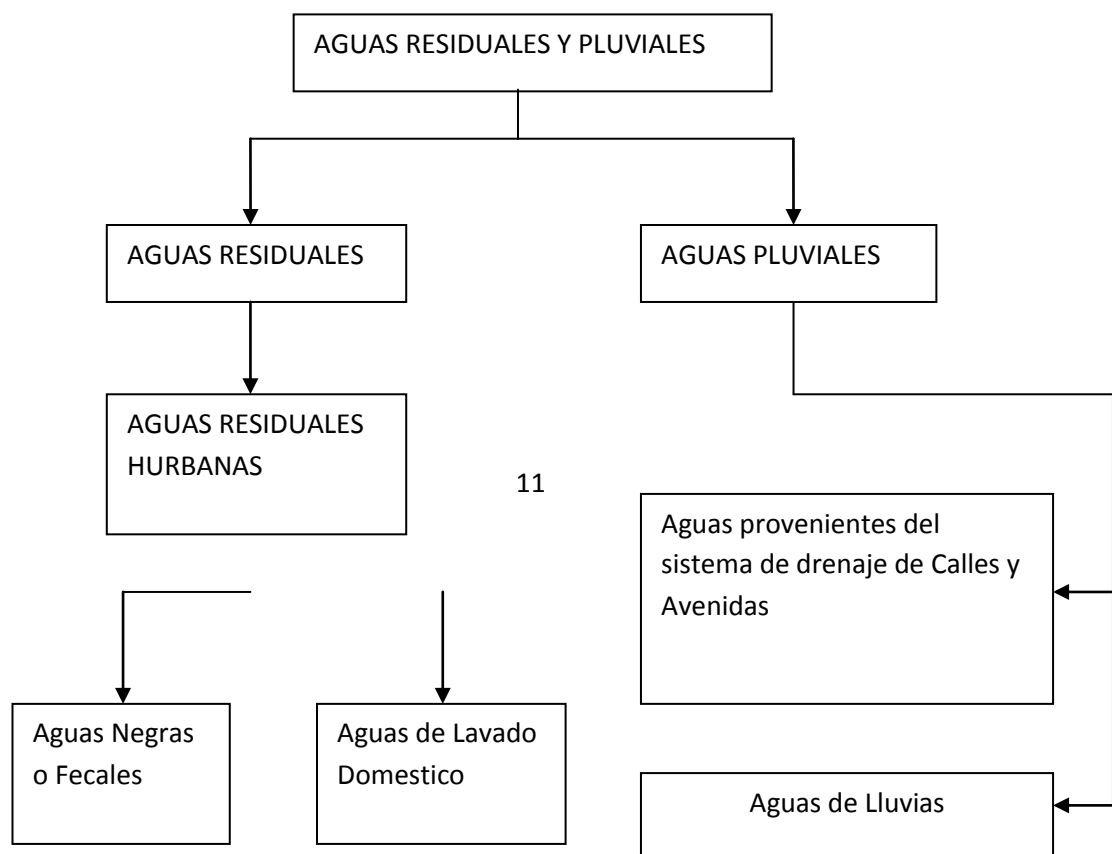 AGUAS RESIDUALES Y PLUVIALES
AGUAS RESIDUALES
AGUAS PLUVIALES
AGUAS RESIDUALES
HURBANAS
11
Aguas provenientes del
sistema de drenaje de Calles y
Avenidas
Aguas Negras
o Fecales
Aguas de Lavado
Domestico
Aguas de Lluvias